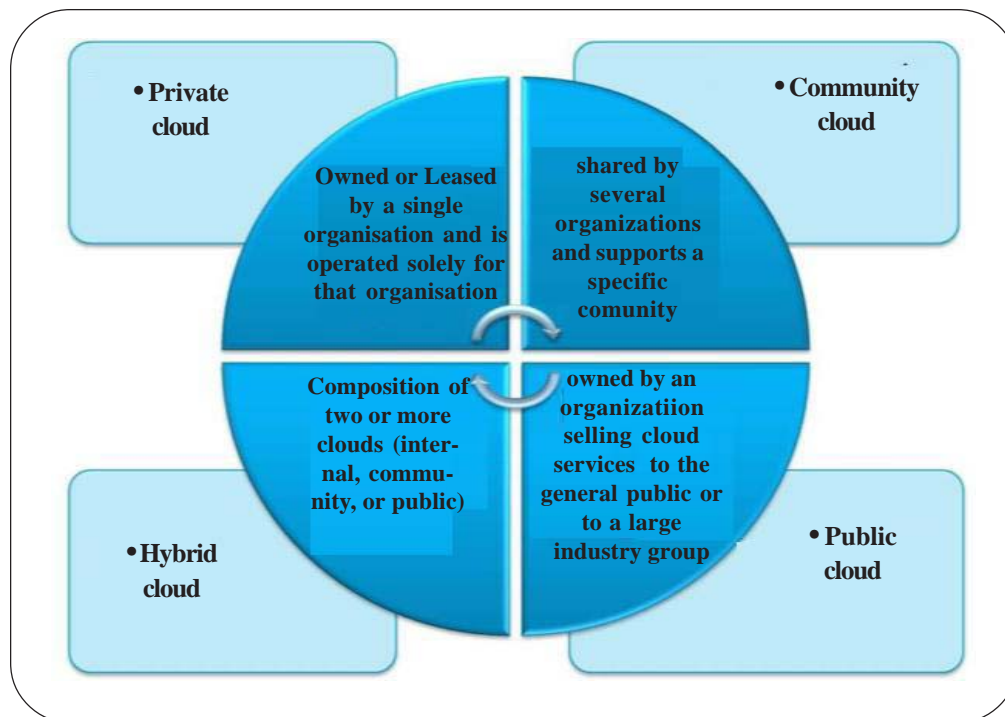 • Private
cloud
Owned or Leased
by a single
organisation and is
operated solely for
that organisation
• Community
cloud
shared by
several
organizations
and supports a
specific
comunity
Composition of
two or more
clouds (inter-
nal, commu-
nity, or public)
• Hybrid
cloud
owned by an
organizatiion
selling cloud
services to the
general public or
to a large
industry group
• Public
cloud